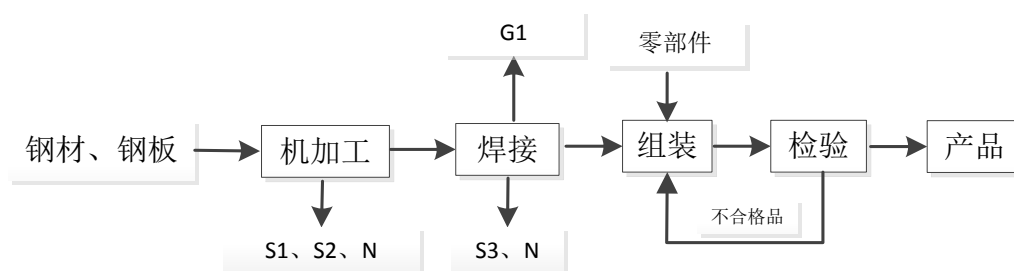 G1
零部件
钢材、钢板
机加工
焊接
组装
检验
产品
不合格品
S1、S2、N
S3、N